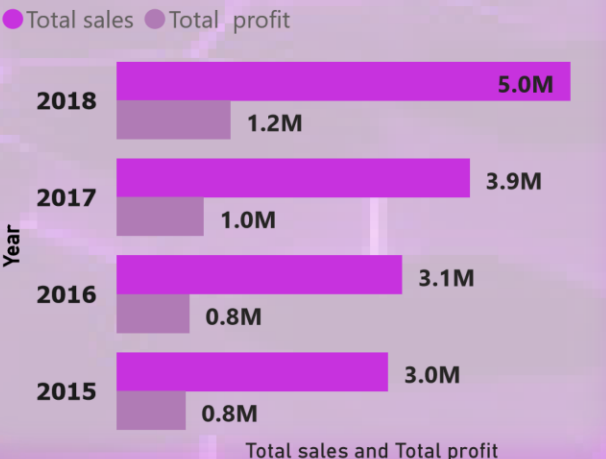 Total sales Total profit
2018
5.0M
1.2M
2017
3.9M
1.0M
2016
3.1M
0.8M
2015
3.0M
0.8M
Year
Total sales and Total profit